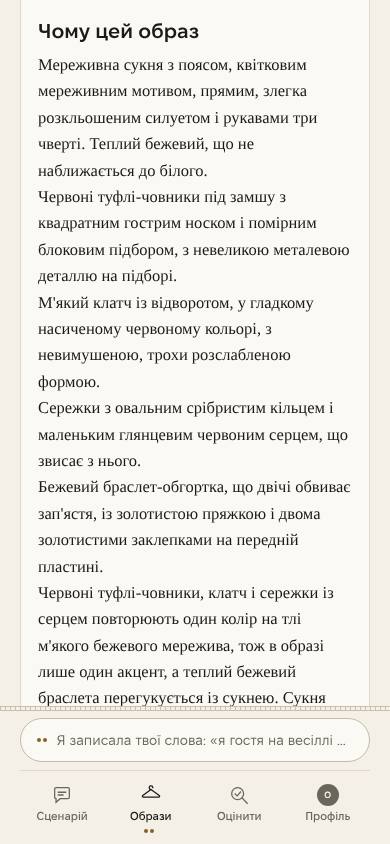 Чому цей образ
Мереживна сукня з поясом, квітковим
мереживним мотивом, прямим, злегка
розкльошеним силуетом і рукавами три
чверті. Теплий бежевий, що не
наближається до білого.
Червоні туфлі-човники під замшу з
квадратним гострим носком і помірним
блоковим підбором, з невеликою металевою
деталлю на підборі.
М'який клатч із відворотом, у гладкому
насиченому червоному кольорі, з
невимушеною, трохи розслабленою
формою.
Сережки з овальним срібристим кільцем і
маленьким глянцевим червоним серцем, що
звисає з нього.
Бежевий браслет-обгортка, що двічі обвиває
зап'ястя, із золотистою пряжкою і двома
золотистими заклепками на передній
пластині.
Червоні туфлі-човники, клатч і сережки із
серцем повторюють один колір на тлі
м'якого бежевого мережива, тож в образі
лише один акцент, а теплий бежевий
браслета перегукується із сукнею. Сукня
Я записала твої слова: «я гостя на весіллі ...
Сценарій
Образи
Оцінити
О
Профіль